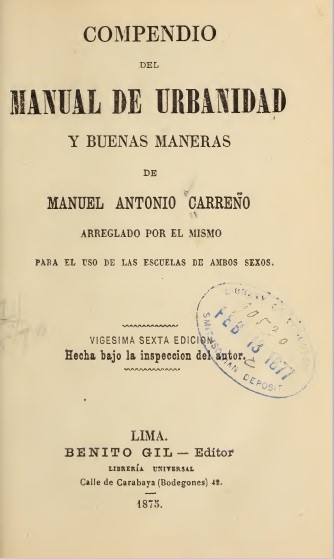 COMPENDIO
DEL
MANUAL DE URBANIDAD
Y BUENAS MANERAS
DE
MANUEL ANTONIO CARREÑO
ARREGLADO POR EL MISMO
PARA EL USO DE LAS ESCUELAS DE AMBOS SEXOS.
VIGESIMA SEXTA EDICION
Hecha bajo la inspeccion del autor.
FEB 13 1877
SMITHSONIAN DEPOSIT
LIMA.
BENITO GIL — Editor
LIBRERÍA UNIVERSAL
Calle de Carabaya (Bodegones) 42.
1875.